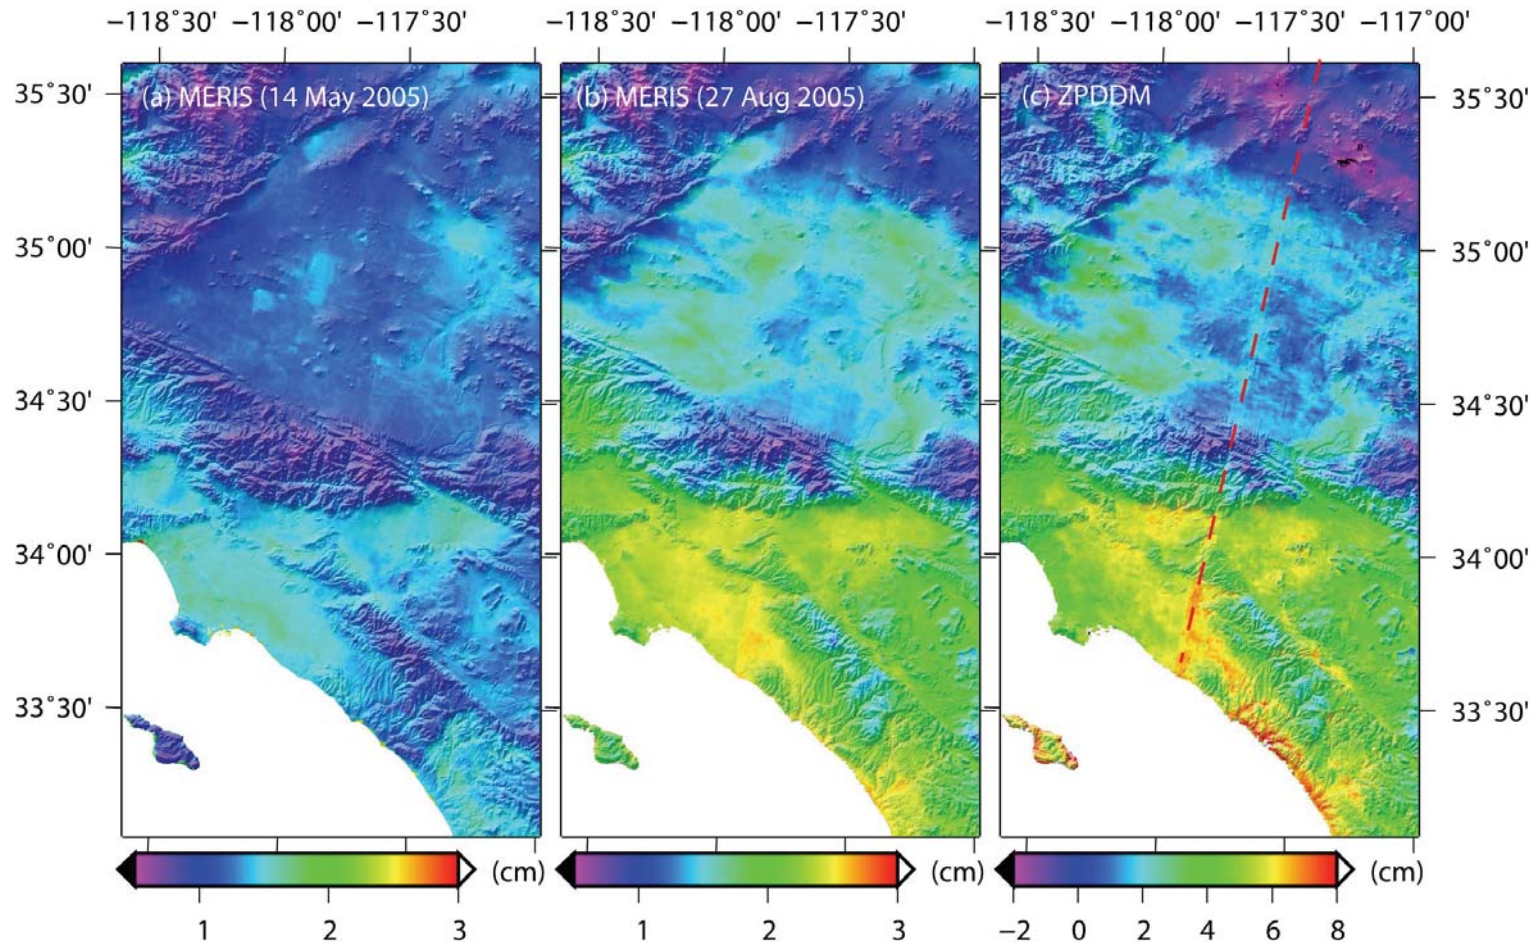 −118˚30' −118˚00' −117˚30' −118˚30' −118˚00' −117˚30' −118˚30' −118˚00' −117˚30' −117˚00'
(a) MERIS (14 May 2005) (b) MERIS (27 Aug 2005) (c) ZPDDM
35˚30' 35˚30'
35˚00' 35˚00'
34˚30' 34˚30'
34˚00' 34˚00'
33˚30' 33˚30'
(cm) (cm) (cm)
1 2 3 1 2 3 −2 0 2 4 6 8